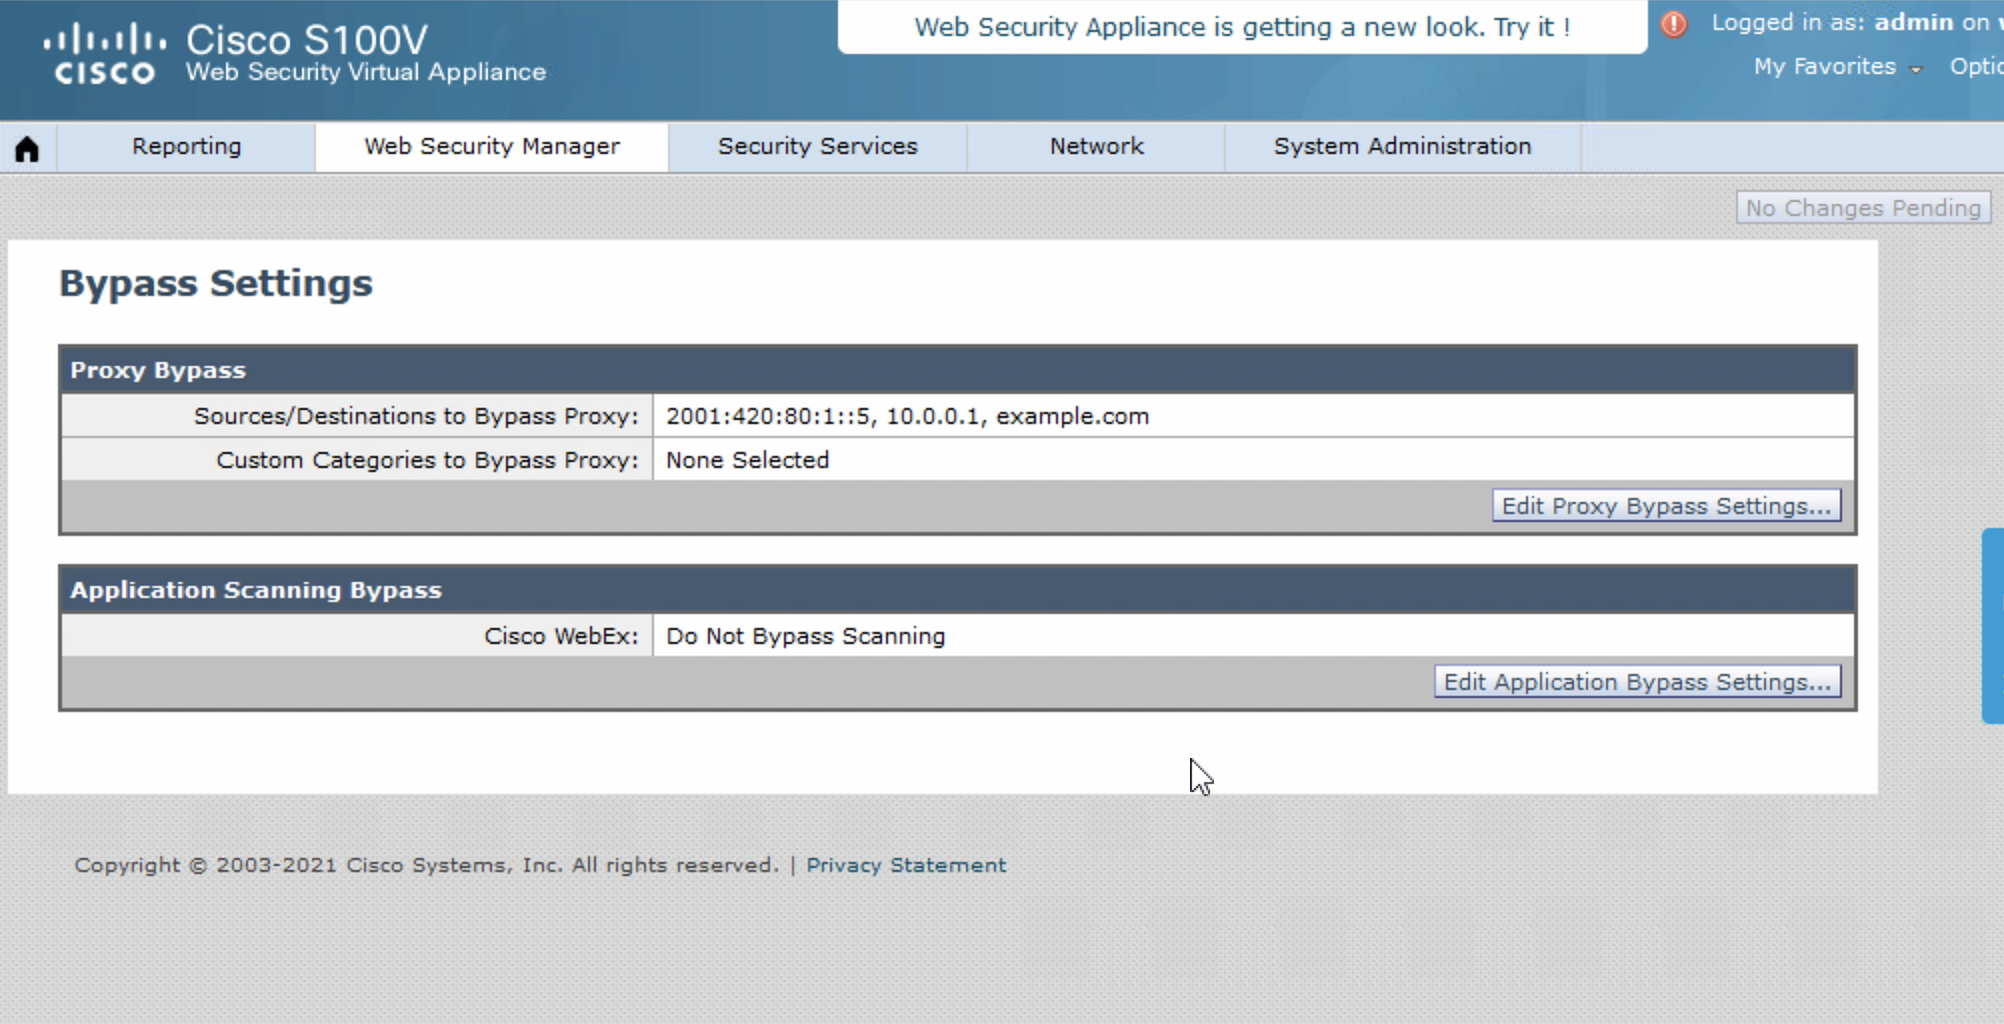 Cisco S100V
CISCO Web Security Virtual Appliance
Web Security Appliance is getting a new look. Try it !
Logged in as: admin on
My Favorites
Reporting Web Security Manager Security Services Network System Administration
No Changes Pending
Bypass Settings
Proxy Bypass
Sources/Destinations to Bypass Proxy: 2001:420:80:1::5, 10.0.0.1, example.com
Custom Categories to Bypass Proxy: None Selected
Edit Proxy Bypass Settings...
Application Scanning Bypass
Cisco WebEx: Do Not Bypass Scanning
Edit Application Bypass Settings...
Copyright © 2003-2021 Cisco Systems, Inc. All rights reserved. | Privacy Statement